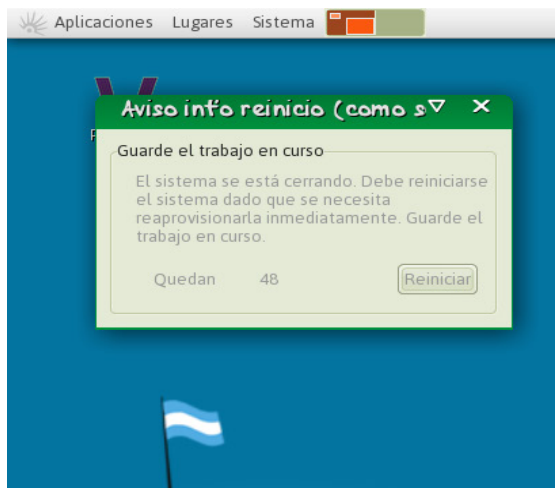 Aplicaciones Lugares Sistema
Aviso info reinicio (como s
Guarde el trabajo en curso
El sistema se está cerrando. Debe reiniciarse
el sistema dado que se necesita
reaprovisionarla inmediatamente. Guarde el
trabajo en curso.
Quedan 48 Reiniciar